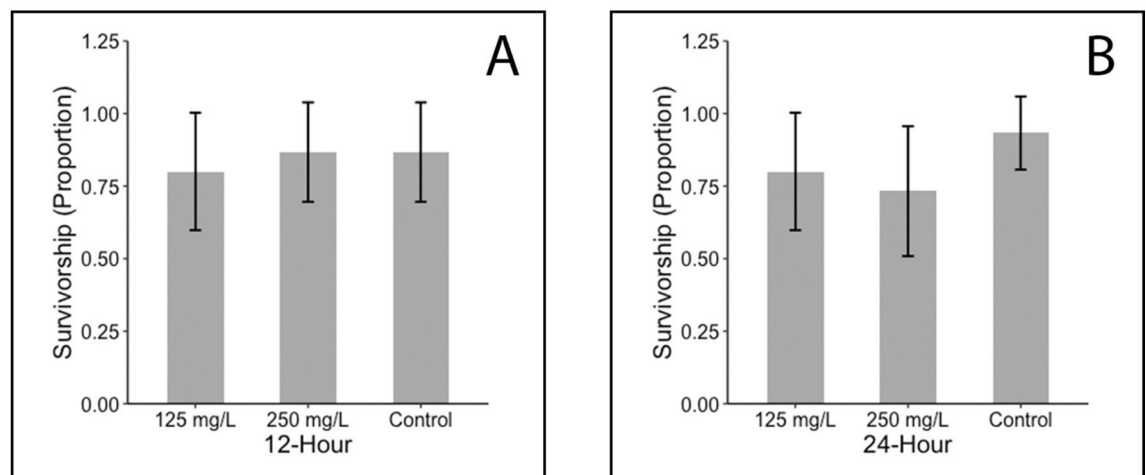 A
Survivorship (Proportion)
1.25
1.00
0.75
0.50
0.25
0.00
125 mg/L 250 mg/L Control
12-Hour
B
Survivorship (Proportion)
1.25
1.00
0.75
0.50
0.25
0.00
125 mg/L 250 mg/L Control
24-Hour